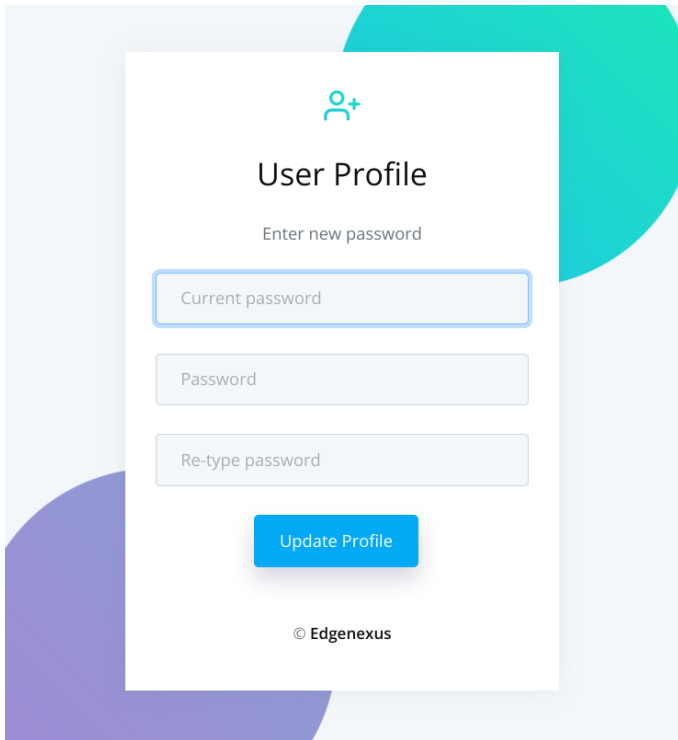 User Profile
Enter new password
Current password
Password
Re-type password
Update Profile
© Edgenexus